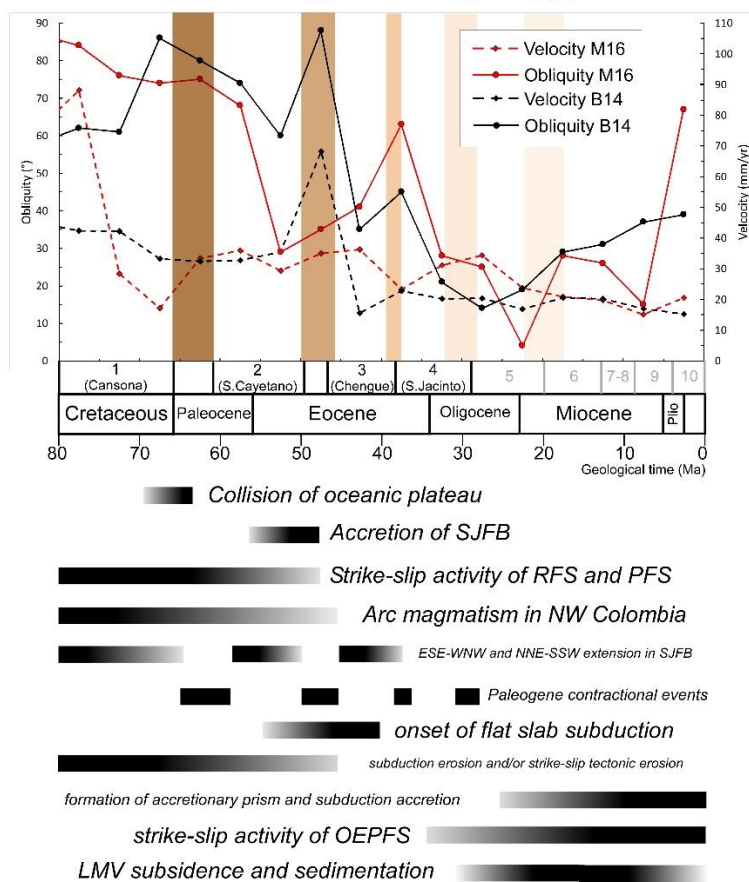 90
80
70
60
50
40
30
20
10
0
Obliquity (°)
110
100
90
80
70
60
50
40
30
20
10
0
Velcocity (mm/yr)
Velocity M16
Obliquity M16
Velocity B14
Obliquity B14
1 2 3 4 5 6 7-8 9 10
(Cansona) (S.Cayetano) (Chengue) (S.Jacinto)
Cretaceous Paleocene Eocene Oligocene Miocene Plio
80 70 60 50 40 30 20 10 0
Geological time (Ma)
Collision of oceanic plateau
Accretion of SJFB
Strike-slip activity of RFS and PFS
Arc magmatism in NW Colombia
ESE-WNW and NNE-SSW extension in SJFB
Paleogene contractional events
onset of flat slab subduction
subduction erosion and/or strike-slip tectonic erosion
formation of accretionary prism and subduction accretion
strike-slip activity of OEPFS
LMV subsidence and sedimentation